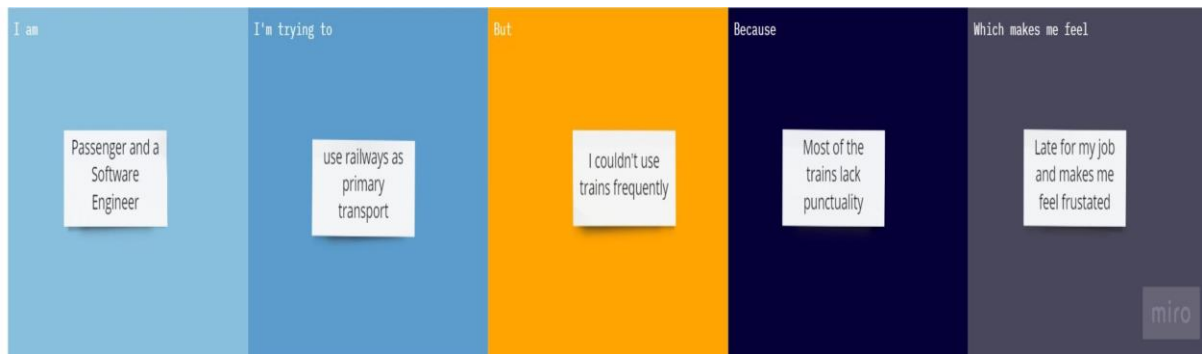 I am
Passenger and a
Software
Engineer
I'm trying to
use railways as
primary
transport
But
I couldn't use
trains frequently
Because
Most of the
trains lack
punctuality
Which makes me feel
Late for my job
and makes me
feel frustated
miro